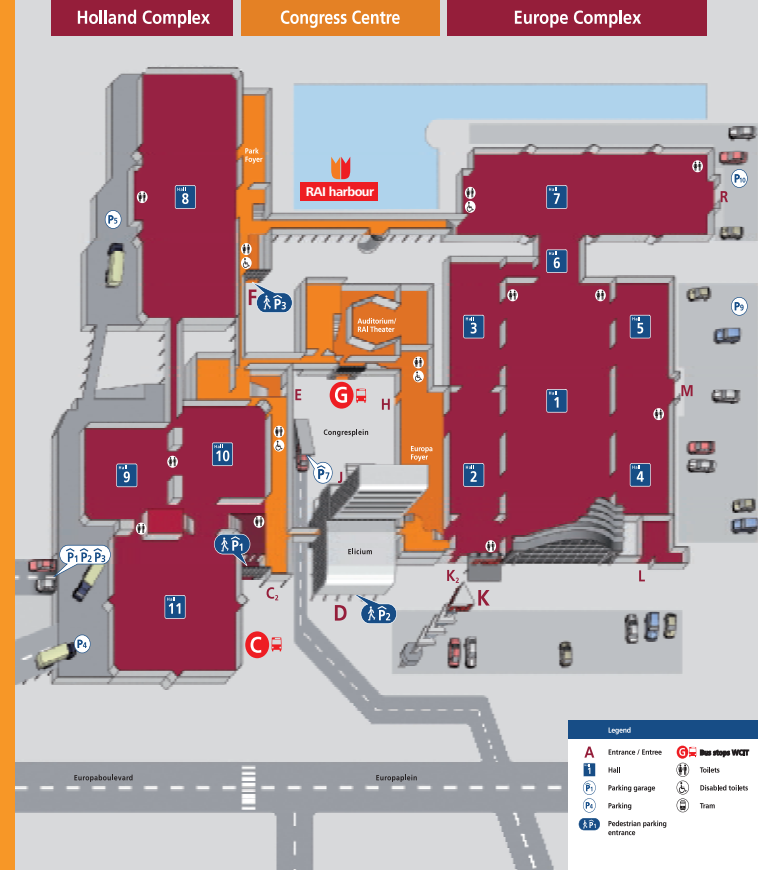 Holland Complex
Congress Centre
Europe Complex
Park
Foyer
RAI harbour
Hall
8
Hall
7
P10
R
P5
Hall
6
F
P3
Auditorium/
RAI Theater
Hall
3
Hall
5
P9
E
G
H
M
Hall
1
Congresplein
Hall
10
Hall
9
Europa
Foyer
P7
J
Hall
2
Hall
4
P1
P1 P2 P3
Elicium
K2
L
C2
K
D
P2
Hall
11
C
P4
Europaboulevard
Europaplein
Legend
A Entrance / Entree
G Bus stops WCIT
Hall
1
Hall
Toilets
P1 Parking garage
Disabled toilets
P4 Parking
Tram
P1 Pedestrian parking
entrance